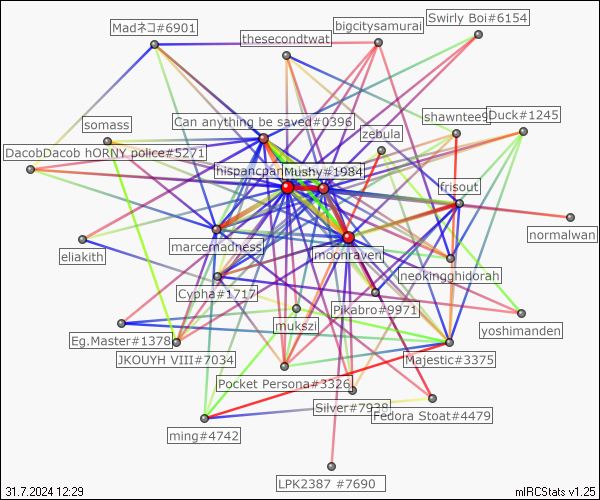 Swirly Boi#6154
Madネコ#6901
bigcitysamurai
thesecondtwat
Duck#1245
shawntee9
Can anything be saved#0396
somass
zebula
DacobDacob hORNY police#5271
hispancpan
Mushy#1984
frisout
normalwan
marcemadness
moonraven
eliakith
neokingghidorah
Cypha#1717
Pikabro#9971
mukszi
yoshimanden
Eg.Master#1378
JKOUYH VIII#7034
Majestic#3375
Pocket Persona#3326
Silver#7938
Fedora Stoat#4479
ming#4742
LPK2387 #7690
31.7.2024 12:29
mIRCStats v1.25